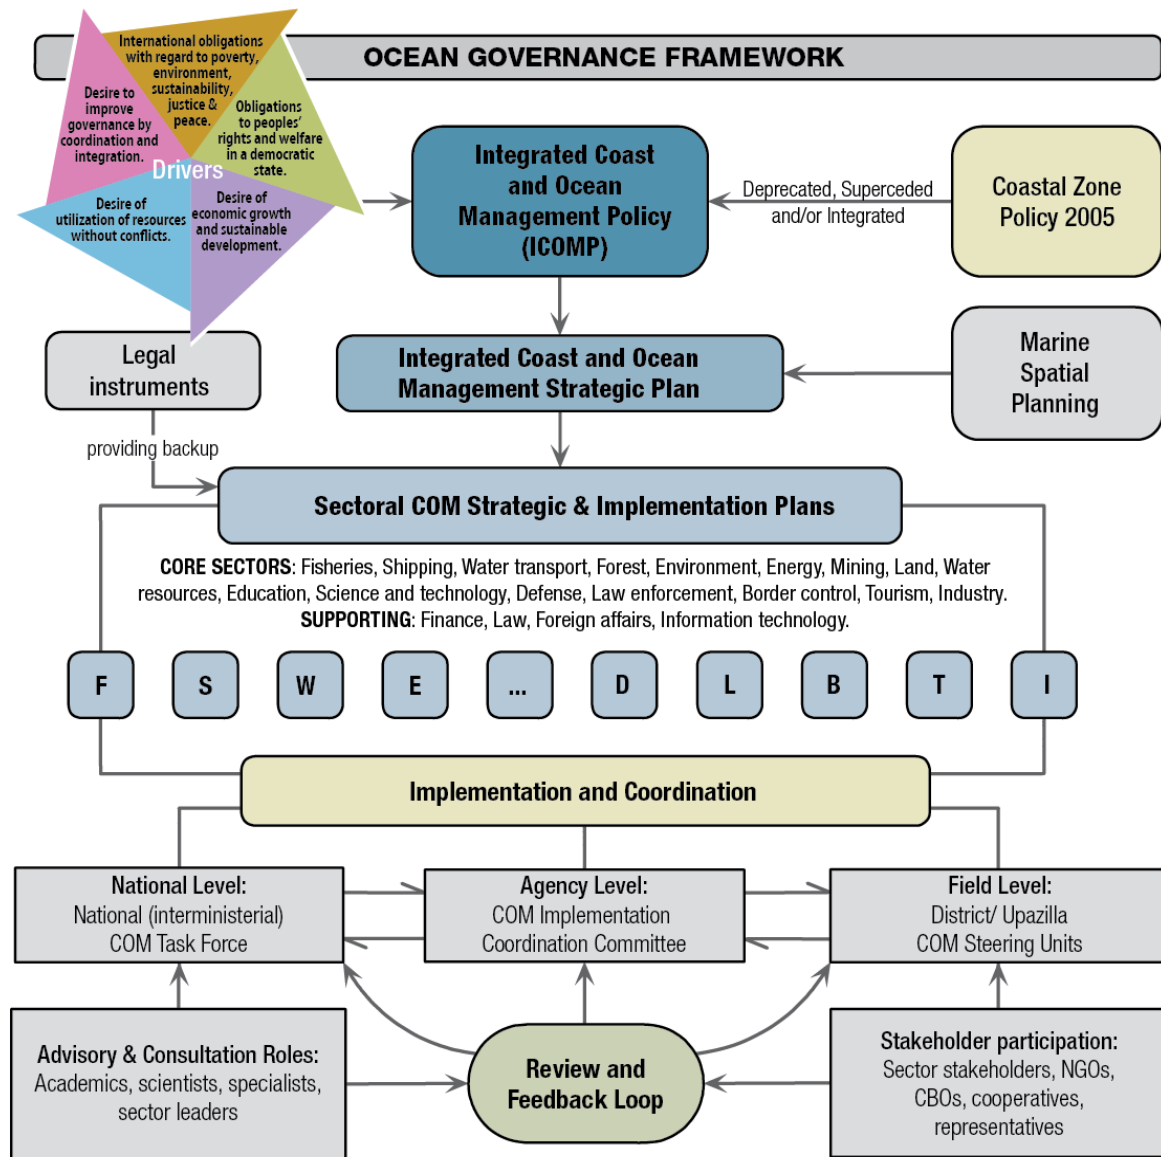 OCEAN GOVERNANCE FRAMEWORK
International obligations
with regard to poverty,
environment,
sustainability,
justice &
peace.
Desire to
improve
governance by
coordination and
integration.
Obligations
to peoples'
rights and welfare
in a democratic
state.
Drivers
Desire of
utilization of resources
without conflicts.
Desire of
economic growth
and sustainable
development.
Integrated Coast
and Ocean
Management Policy
(ICOMP)
Deprecated, Superceded
and/or Integrated
Coastal Zone
Policy 2005
Legal
instruments
Integrated Coast and Ocean
Management Strategic Plan
Marine
Spatial
Planning
providing backup
Sectoral COM Strategic & Implementation Plans
CORE SECTORS: Fisheries, Shipping, Water transport, Forest, Environment, Energy, Mining, Land, Water
resources, Education, Science and technology, Defense, Law enforcement, Border control, Tourism, Industry.
SUPPORTING: Finance, Law, Foreign affairs, Information technology.
F S W E ... D L B T I
Implementation and Coordination
National Level:
National (interministerial)
COM Task Force
Agency Level:
COM Implementation
Coordination Committee
Field Level:
District/ Upazilla
COM Steering Units
Advisory & Consultation Roles:
Academics, scientists, specialists,
sector leaders
Review and
Feedback Loop
Stakeholder participation:
Sector stakeholders, NGOs,
CBOs, cooperatives,
representatives